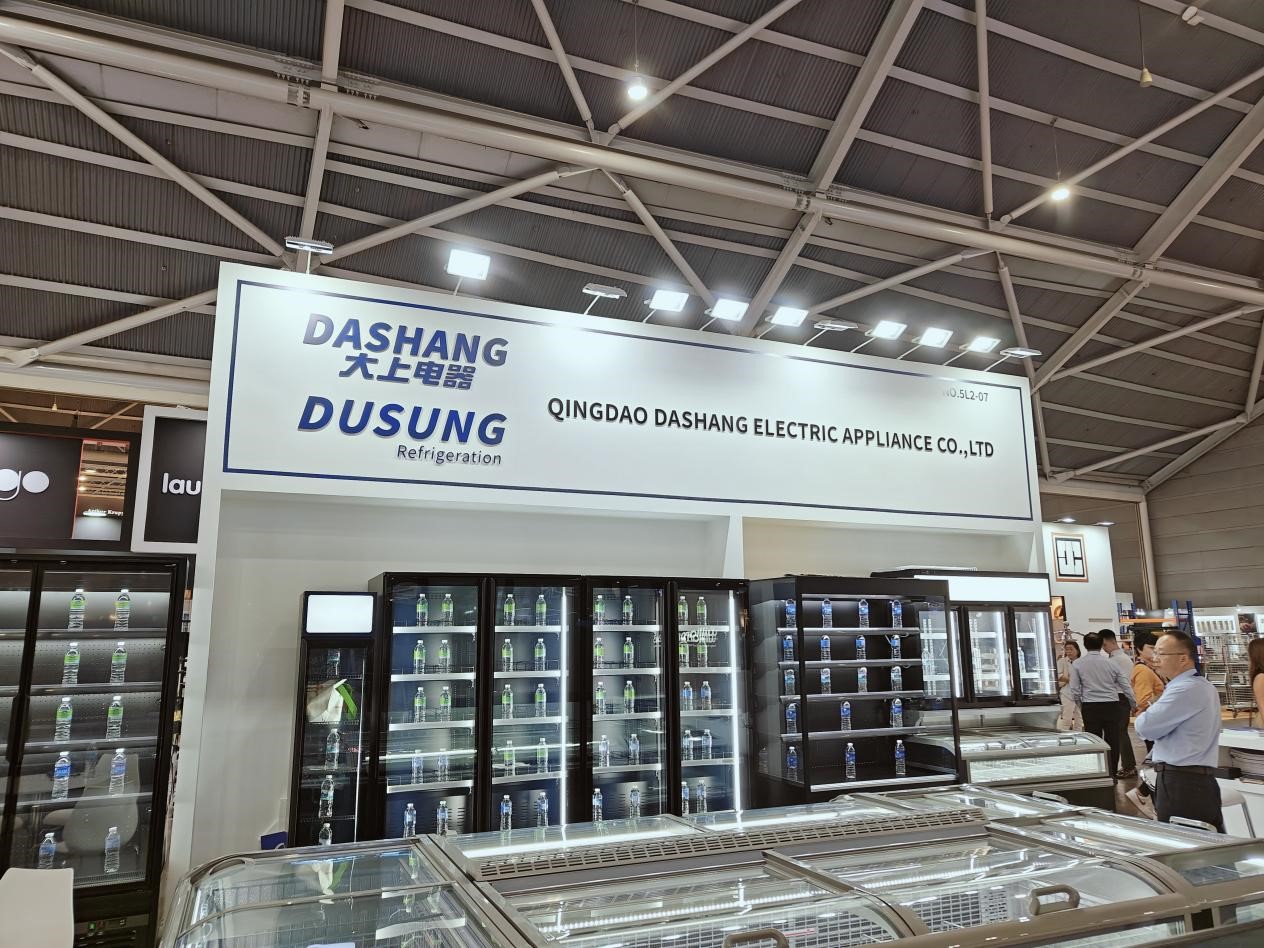 DASHANG
大上电器
DUSUNG
Refrigeration
QINGDAO DASHANG ELECTRIC APPLIANCE CO.,LTD
NO.5L2-07
go
lau